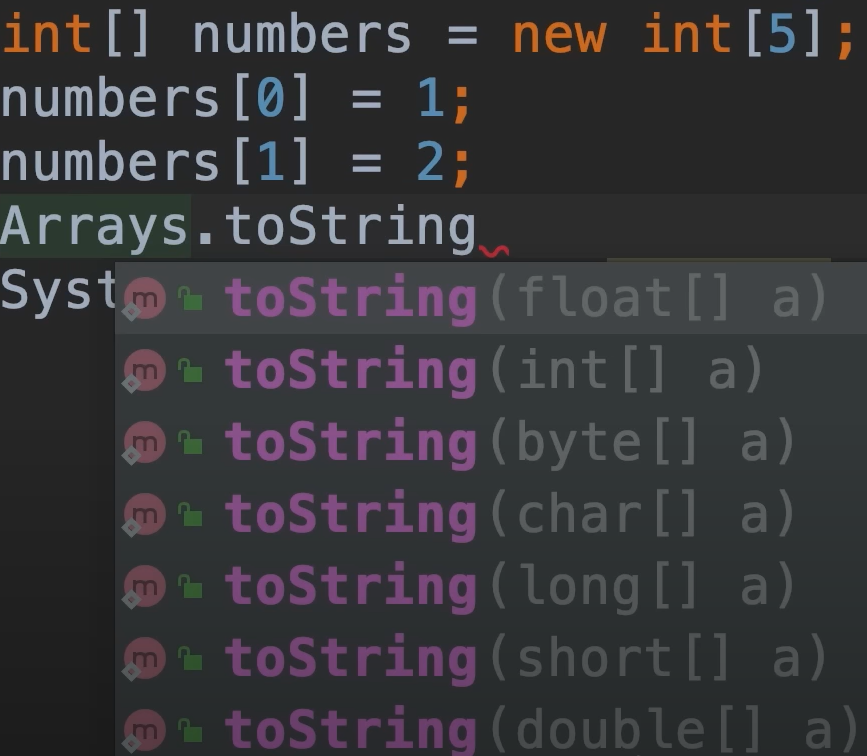 int[] numbers = new int[5];
numbers[0] = 1;
numbers[1] = 2;
Arrays.toString
Syst
m toString(float[] a)
m toString(int[] a)
m toString(byte[] a)
m toString(char[] a)
m toString(long[] a)
m toString(short[] a)
m toString(double[] a)